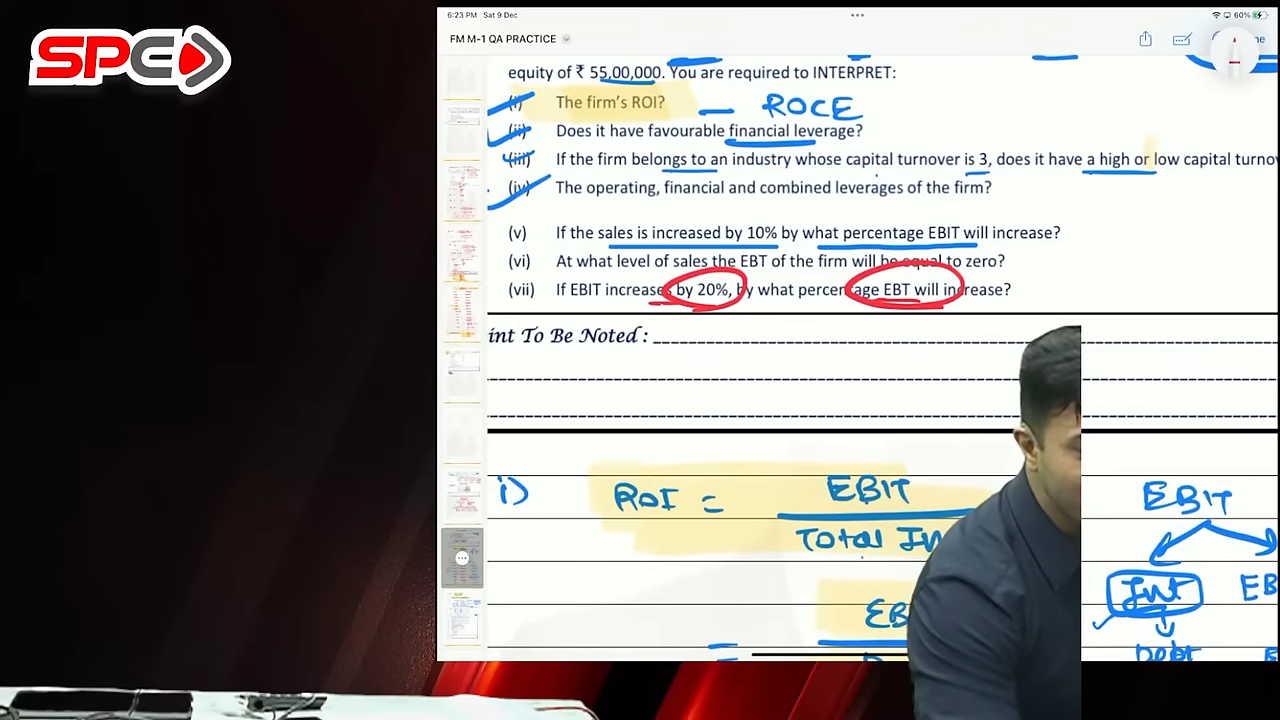 SPED
6:23 PM Sat 9 Dec
60%
FM M-1 QA PRACTICE
equity of ₹ 55,00,000. You are required to INTERPRET:
(i) The firm's ROI? — ROCE
(ii) Does it have favourable financial leverage?
(iii) If the firm belongs to an industry whose capital turnover is 3, does it have a high or low capital turno
(iv) The operating, financial and combined leverages of the firm?
(v) If the sales is increased by 10% by what percentage EBIT will increase?
(vi) At what level of sales the EBT of the firm will be equal to zero?
(vii) If EBIT increases by 20%, by what percentage EBT will increase?
int To Be Noted :
i) ROI = EBIT
Total In
EBIT
Int EB
= EB
Debt